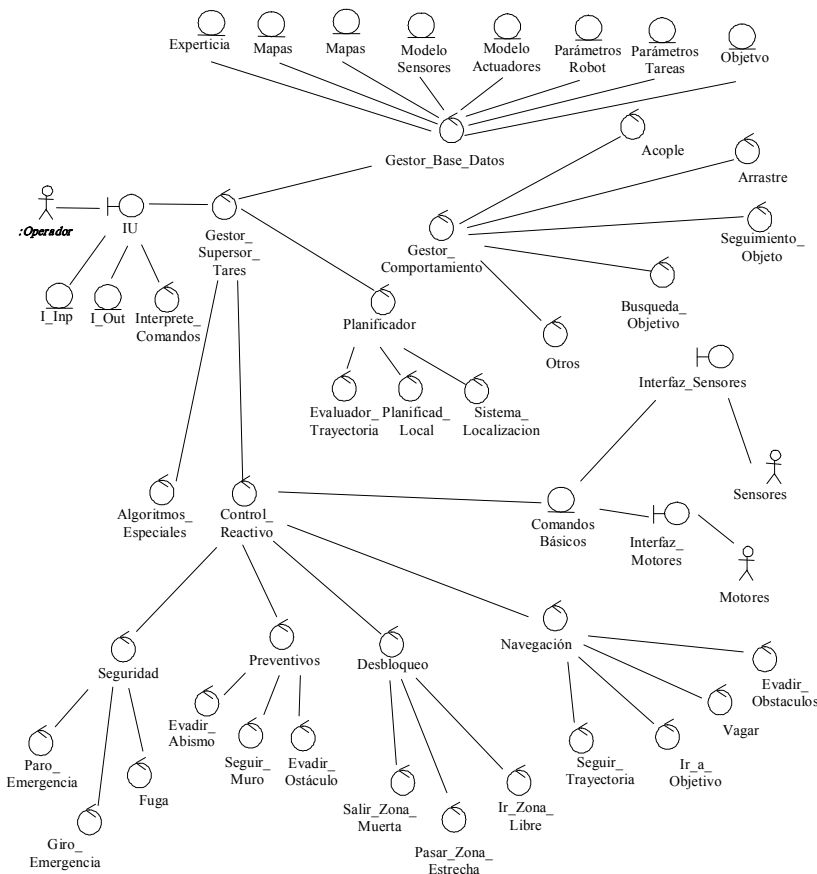 Experticia
Mapas
Mapas
Modelo
Sensores
Modelo
Actuadores
Parámetros
Robot
Parámetros
Tareas
Objetvo
Gestor_Base_Datos
Acople
Arrastre
Seguimiento_
Objeto
Gestor_
Comportamiento
Busqueda_
Objetivo
Otros
:Operador
IU
Gestor_
Supersor_
Tares
I_Inp
I_Out
Interprete_
Comandos
Planificador
Evaluador_
Trayectoria
Planificad_
Local
Sistema_
Localizacion
Interfaz_Sensores
Sensores
Algoritmos_
Especiales
Control_
Reactivo
Comandos
Básicos
Interfaz_
Motores
Motores
Seguridad
Preventivos
Desbloqueo
Navegación
Paro_
Emergencia
Giro_
Emergencia
Fuga
Evadir_
Abismo
Seguir_
Muro
Evadir_
Ostáculo
Salir_Zona_
Muerta
Pasar_Zona_
Estrecha
Ir_Zona_
Libre
Seguir_
Trayectoria
Ir_a_
Objetivo
Vagar
Evadir_
Obstaculos